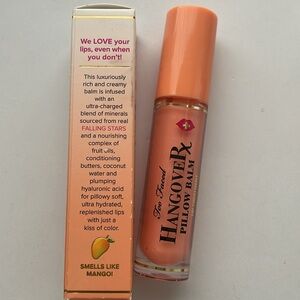 We LOVE your
lips, even when
you don't!
This luxuriously
rich and creamy
balm is infused
with an
ultra-charged
blend of minerals
sourced from real
FALLING STARS
and a nourishing
complex of
fruit oils,
conditioning
butters, coconut
water and
plumping
hyaluronic acid
for pillowy soft,
ultra hydrated,
replenished lips
with just a
kiss of color.
SMELLS LIKE
MANGO!
Too Faced
HANGOVERX
PILLOW BALM